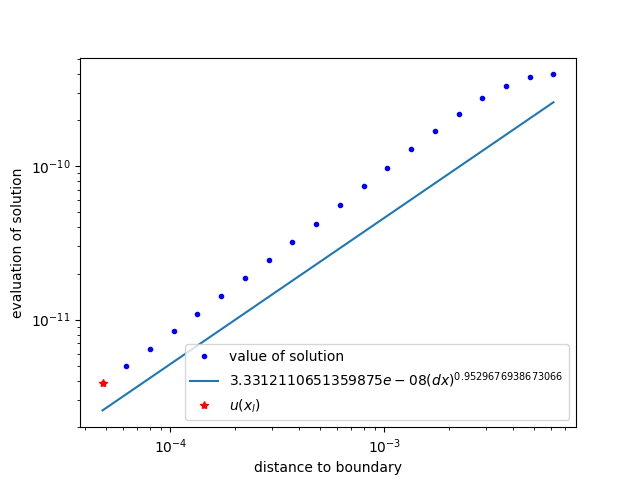 evaluation of solution
10⁻¹⁰
10⁻¹¹
value of solution
3.3312110651359875e − 08(dx)^0.9529676938673066
u(x_l)
10⁻⁴
10⁻³
distance to boundary